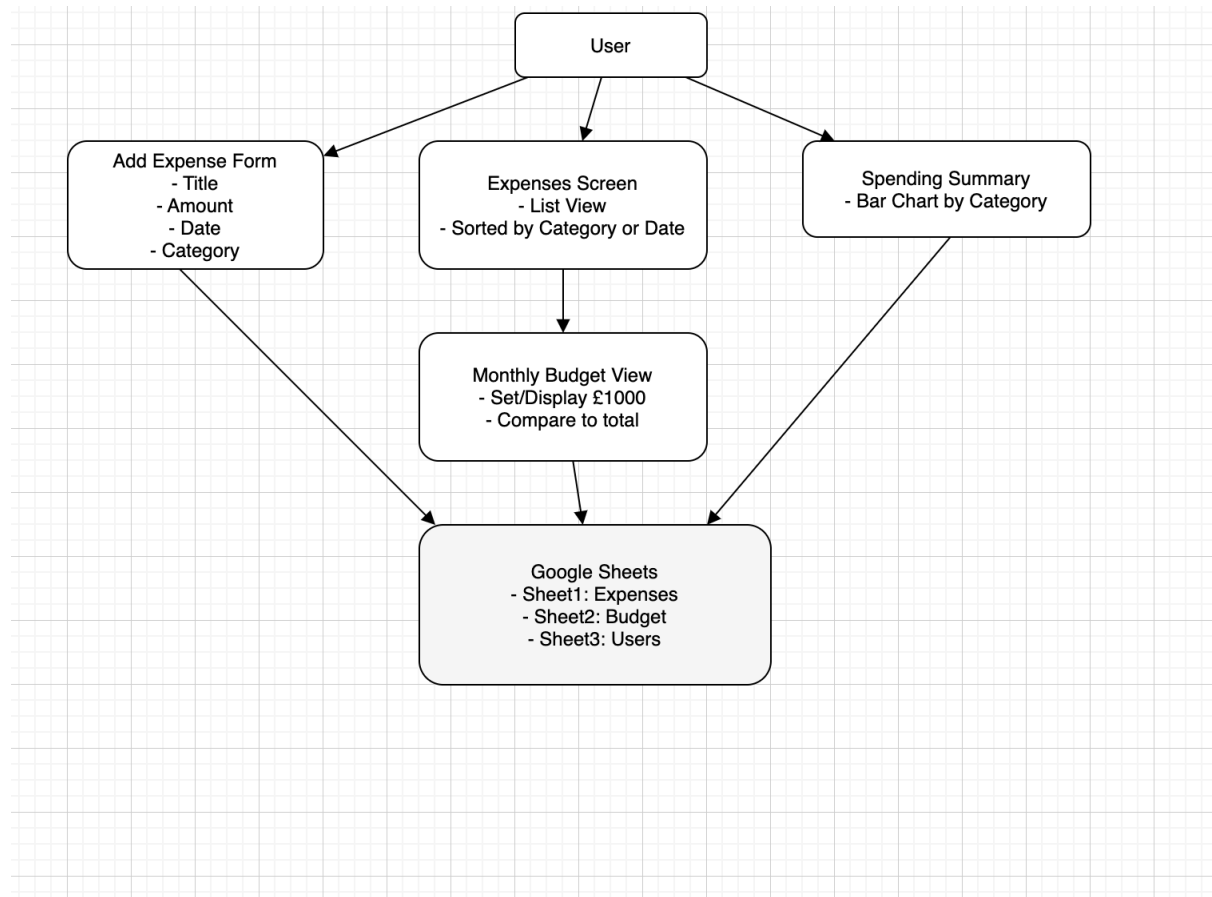 User
Add Expense Form
- Title
- Amount
- Date
- Category
Expenses Screen
- List View
- Sorted by Category or Date
Spending Summary
- Bar Chart by Category
Monthly Budget View
- Set/Display £1000
- Compare to total
Google Sheets
- Sheet1: Expenses
- Sheet2: Budget
- Sheet3: Users